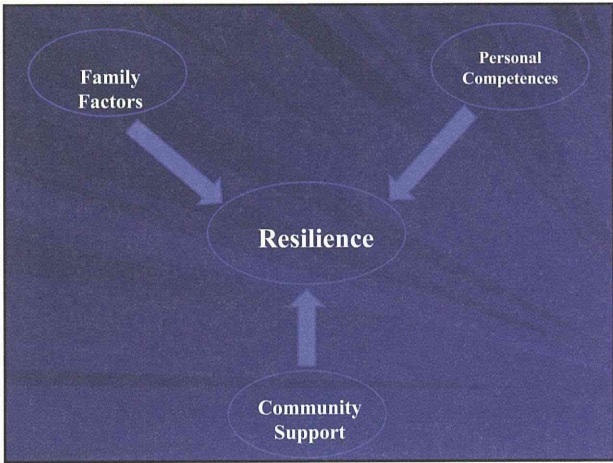 Family
Factors
Personal
Competences
Resilience
Community
Support